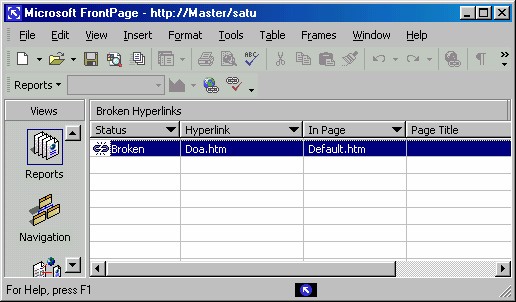 Microsoft FrontPage - http://Master/satu
File Edit View Insert Format Tools Table Frames Window Help
Reports
Views
Broken Hyperlinks
Status Hyperlink In Page Page Title
Broken Doa.htm Default.htm
Reports
Navigation
For Help, press F1